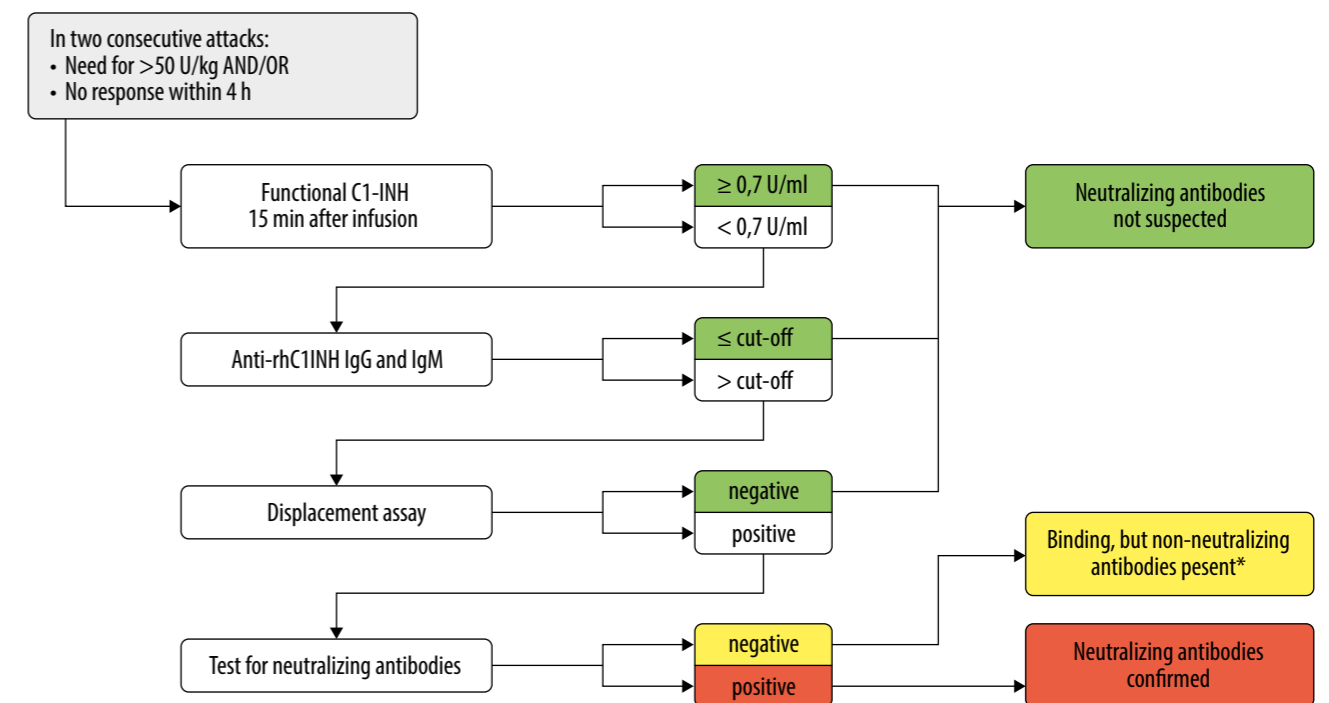 In two consecutive attacks:
• Need for >50 U/kg AND/OR
• No response within 4 h
Functional C1-INH
15 min after infusion
≥ 0,7 U/ml
< 0,7 U/ml
Neutralizing antibodies
not suspected
Anti-rhC1INH IgG and IgM
≤ cut-off
> cut-off
Displacement assay
negative
positive
Binding, but non-neutralizing
antibodies pesent*
Test for neutralizing antibodies
negative
positive
Neutralizing antibodies
confirmed